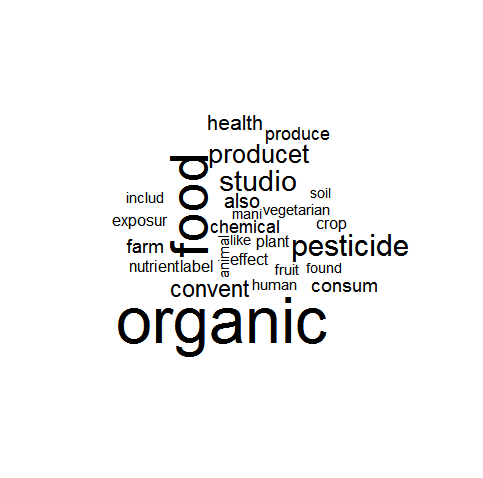 health
produce
producet
food
studio
includ
also
soil
mani
vegetarian
exposur
chemical
crop
farm
like
plant
pesticide
animal
effect
nutrient
label
fruit
found
convent
human
consum
organic